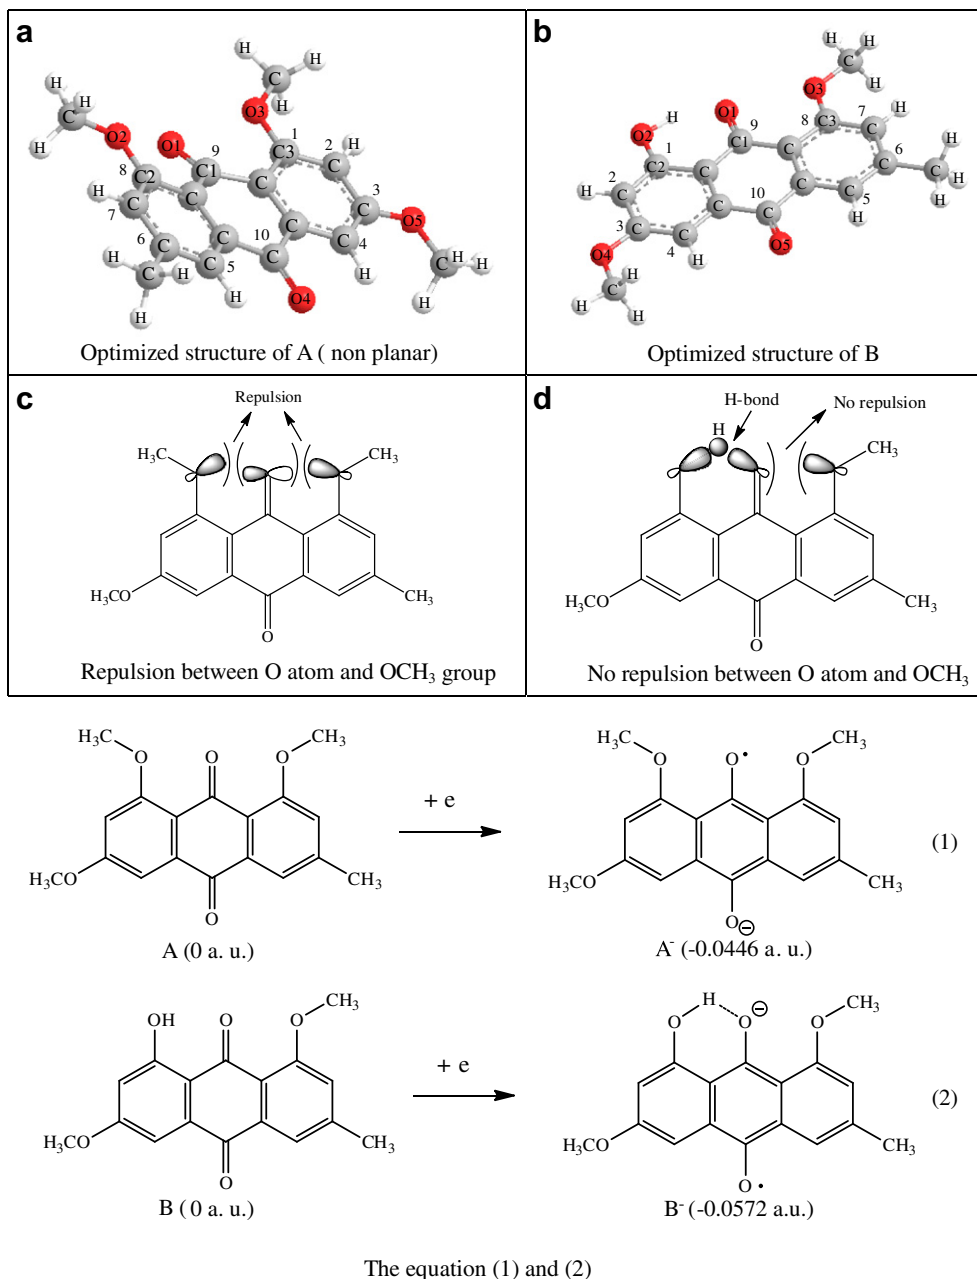 a
H
H
C
H
H
H
C
H
H
O3
O2
O1
1
9
2
H
8
C2
C1
C3
C
H
C
7
C
C
3
C
O5
6
C
C
C
10
C
C
4
H
C
H
H
C
H
C
5
C
H
H
H
H
O4
Optimized structure of A ( non planar)
b
H
C
H
H
O3
O1
H
O2
7
H
9
8
C3
C
1
C1
C
6
C
C
H
2
C2
C
H
H
C
C
C
H
10
C
C
5
3
C
C
C
H
O4
4
H
O5
C
H
H
H
Optimized structure of B
c
Repulsion
H₃C
CH₃
H₃CO
CH₃
O
Repulsion between O atom and OCH₃ group
d
H-bond
No repulsion
H
CH₃
H₃CO
CH₃
O
No repulsion between O atom and OCH₃
H₃C
O
O
O
CH₃
H₃CO
CH₃
O
A (0 a. u.)
+ e
H₃C
O
O •
O
CH₃
H₃CO
CH₃
O⊖
A⁻ (-0.0446 a. u.)
(1)
OH
O
O
CH₃
H₃CO
CH₃
O
B ( 0 a. u.)
+ e
H
O
O ⊖
O
CH₃
H₃CO
CH₃
O •
B⁻ (-0.0572 a.u.)
(2)
The equation (1) and (2)